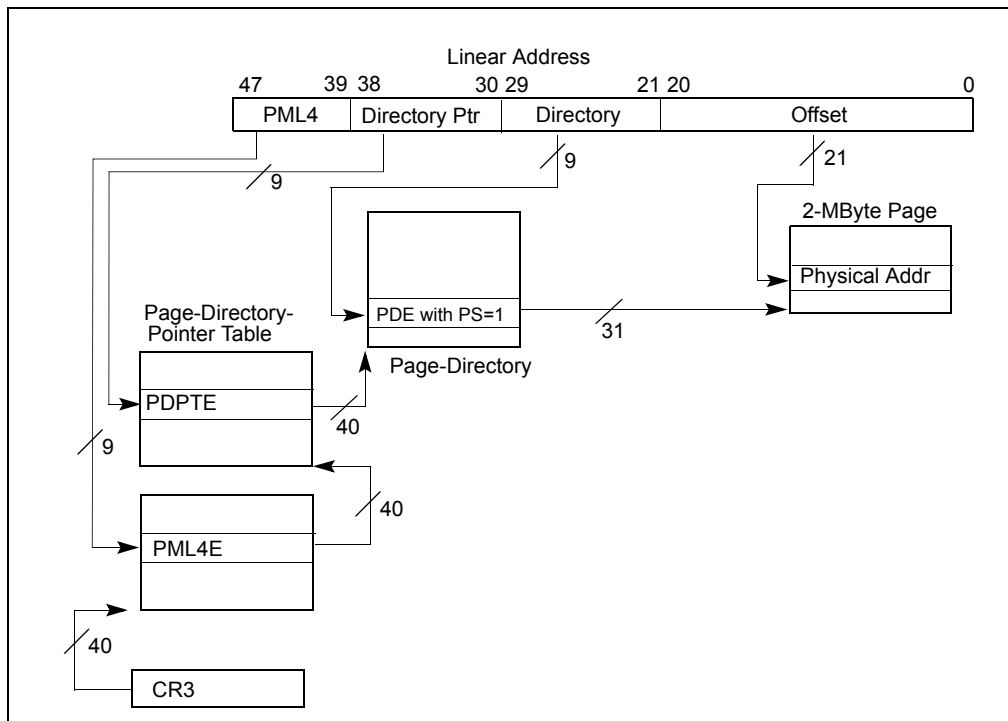 Linear Address
47 39 38 30 29 21 20 0
PML4 Directory Ptr Directory Offset
9
9
21
2-MByte Page
Physical Addr
PDE with PS=1
31
Page-Directory
Page-Directory-
Pointer Table
PDPTE
40
9
40
PML4E
40
CR3